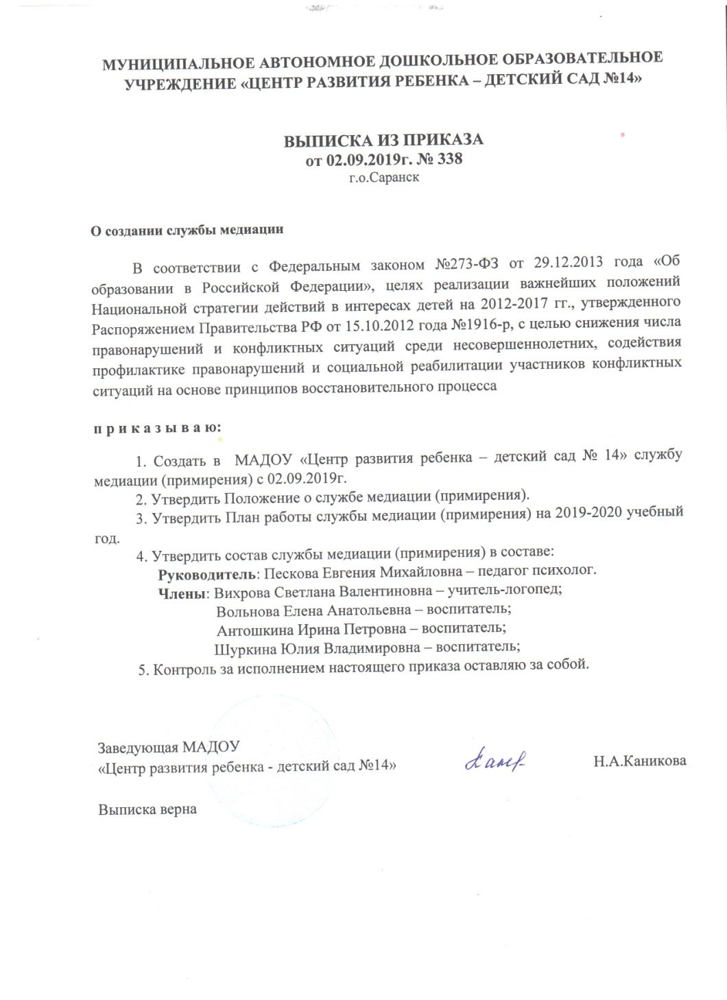 МУНИЦИПАЛЬНОЕ АВТОНОМНОЕ ДОШКОЛЬНОЕ ОБРАЗОВАТЕЛЬНОЕ
УЧРЕЖДЕНИЕ «ЦЕНТР РАЗВИТИЯ РЕБЕНКА – ДЕТСКИЙ САД №14»
ВЫПИСКА ИЗ ПРИКАЗА
от 02.09.2019г. № 338
г.о.Саранск
О создании службы медиации
В соответствии с Федеральным законом №273-ФЗ от 29.12.2013 года «Об
образовании в Российской Федерации», целях реализации важнейших положений
Национальной стратегии действий в интересах детей на 2012-2017 гг., утвержденного
Распоряжением Правительства РФ от 15.10.2012 года №1916-р, с целью снижения числа
правонарушений и конфликтных ситуаций среди несовершеннолетних, содействия
профилактике правонарушений и социальной реабилитации участников конфликтных
ситуаций на основе принципов восстановительного процесса
п р и к а з ы в а ю:
1. Создать в МАДОУ «Центр развития ребенка – детский сад № 14» службу
медиации (примирения) с 02.09.2019г.
2. Утвердить Положение о службе медиации (примирения).
3. Утвердить План работы службы медиации (примирения) на 2019-2020 учебный
год.
4. Утвердить состав службы медиации (примирения) в составе:
Руководитель: Пескова Евгения Михайловна – педагог психолог.
Члены: Вихрова Светлана Валентиновна – учитель-логопед;
Вольнова Елена Анатольевна – воспитатель;
Антошкина Ирина Петровна – воспитатель;
Шуркина Юлия Владимировна – воспитатель;
5. Контроль за исполнением настоящего приказа оставляю за собой.
Заведующая МАДОУ
«Центр развития ребенка - детский сад №14» Н.А.Каникова
Выписка верна